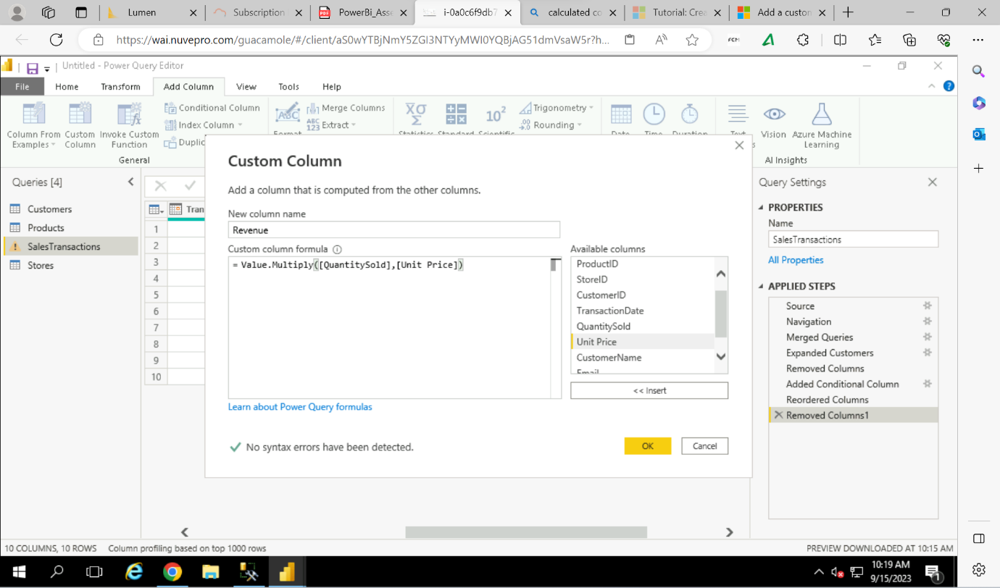 Lumen
Subscription
PowerBi_Asse
i-0a0c6f9db7
calculated co
Tutorial: Crea
Add a custon
https://wai.nuvepro.com/guacamole/#/client/aS0wYTBjNmY5ZGI3NTYyMWI0YQBjAG51dmVsaW5r?h...
FCM
Untitled - Power Query Editor
File
Home
Transform
Add Column
View
Tools
Help
Column From
Examples
Custom
Column
Invoke Custom
Function
Conditional Column
Index Column
Duplic
General
ABC
Format
Merge Columns
ABC
123 Extract
Statistics
Standard
10²
Scientific
Trigonometry
.00 Rounding
Date
Time
Duration
Text
Vision
Azure Machine
Learning
AI Insights
Queries [4]
Customers
Products
SalesTransactions
Stores
Tran
1
2
3
4
5
6
7
8
9
10
Custom Column
Add a column that is computed from the other columns.
New column name
Revenue
Custom column formula
= Value.Multiply([QuantitySold],[Unit Price])
Available columns
ProductID
StoreID
CustomerID
TransactionDate
QuantitySold
Unit Price
CustomerName
Email
<< Insert
Learn about Power Query formulas
No syntax errors have been detected.
OK
Cancel
Query Settings
PROPERTIES
Name
SalesTransactions
All Properties
APPLIED STEPS
Source
Navigation
Merged Queries
Expanded Customers
Removed Columns
Added Conditional Column
Reordered Columns
Removed Columns1
10 COLUMNS, 10 ROWS
Column profiling based on top 1000 rows
PREVIEW DOWNLOADED AT 10:15 AM
10:19 AM
9/15/2023
1